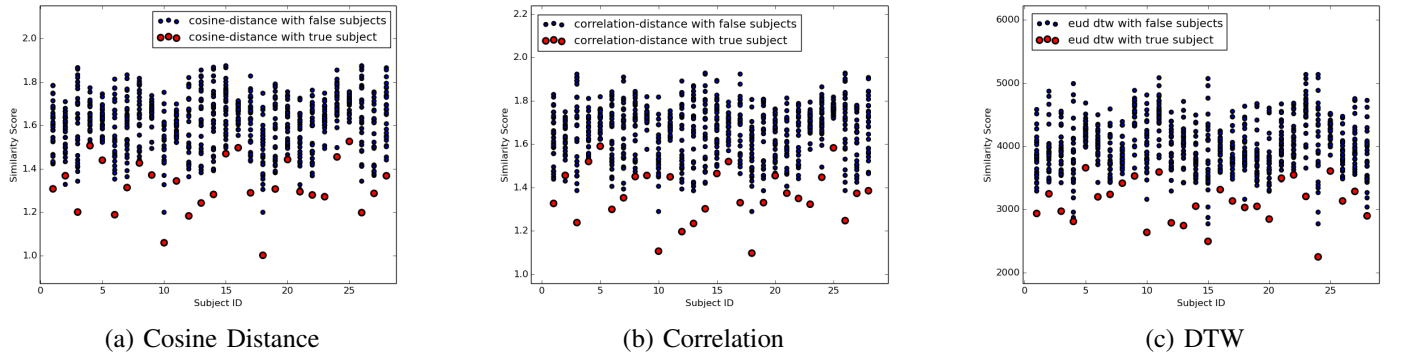 cosine-distance with false subjects
cosine-distance with true subject
2.0
1.8
1.6
1.4
1.2
1.0
Similarity Score
0 5 10 15 20 25
Subject ID
(a) Cosine Distance
correlation-distance with false subjects
correlation-distance with true subject
2.2
2.0
1.8
1.6
1.4
1.2
1.0
Similarity Score
0 5 10 15 20 25
Subject ID
(b) Correlation
eud dtw with false subjects
eud dtw with true subject
6000
5000
4000
3000
2000
Similarity Score
0 5 10 15 20 25
Subject ID
(c) DTW